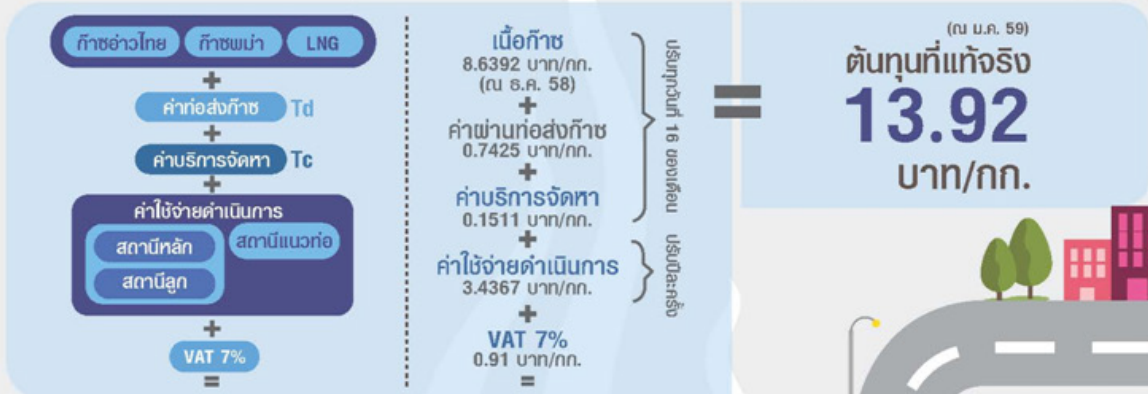 ก๊าซอ่าวไทย ก๊าซพม่า LNG
+
ค่าท่อส่งก๊าซ Td
+
ค่าบริการจัดหา Tc
+
ค่าใช้จ่ายดำเนินการ
สถานีหลัก สถานีแนวท่อ
สถานีลูก
+
VAT 7%
=
เนื้อก๊าซ
8.6392 บาท/กก.
(ณ ธ.ค. 58)
+
ค่าผ่านท่อส่งก๊าซ
0.7425 บาท/กก.
+
ค่าบริการจัดหา
0.1511 บาท/กก.
+
ค่าใช้จ่ายดำเนินการ
3.4367 บาท/กก.
+
VAT 7%
0.91 บาท/กก.
=
ปรับทุกวันที่ 16 ของเดือน
ปรับปีละครั้ง
=
(ณ ม.ค. 59)
ต้นทุนที่แท้จริง
13.92
บาท/กก.